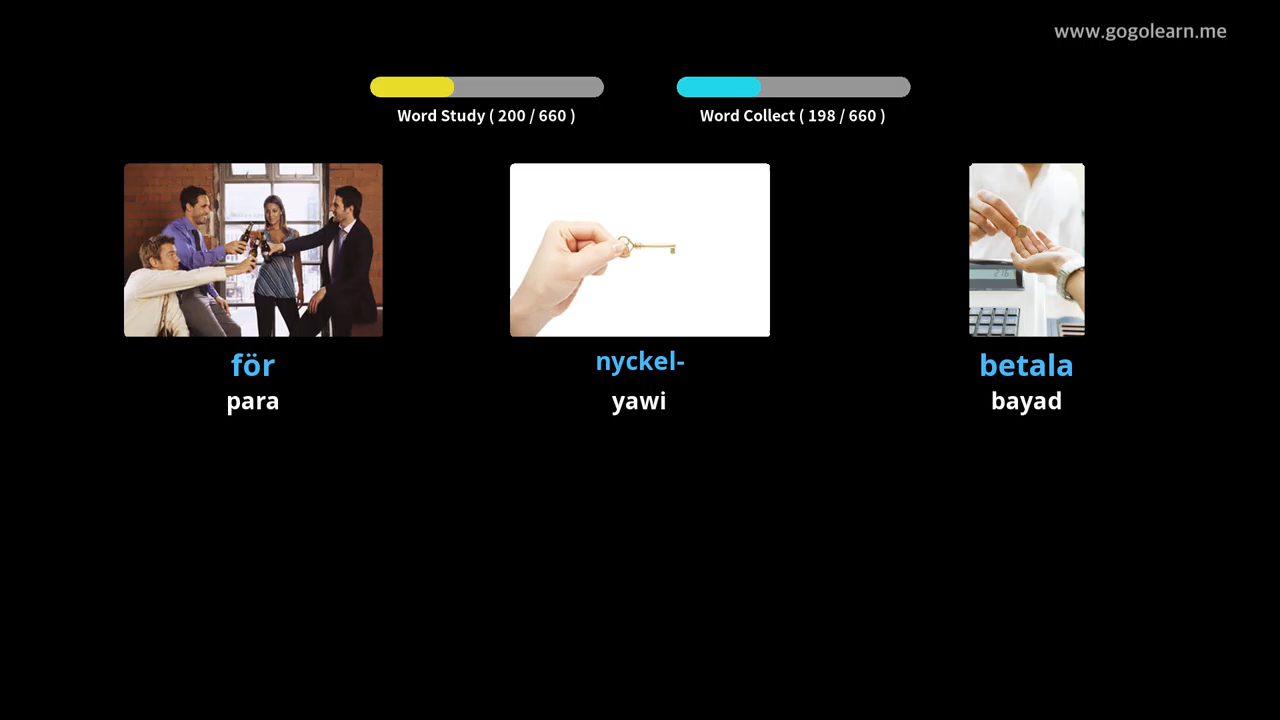 www.gogolearn.me
Word Study ( 200 / 660 )
Word Collect ( 198 / 660 )
för
para
nyckel-
yawi
betala
bayad